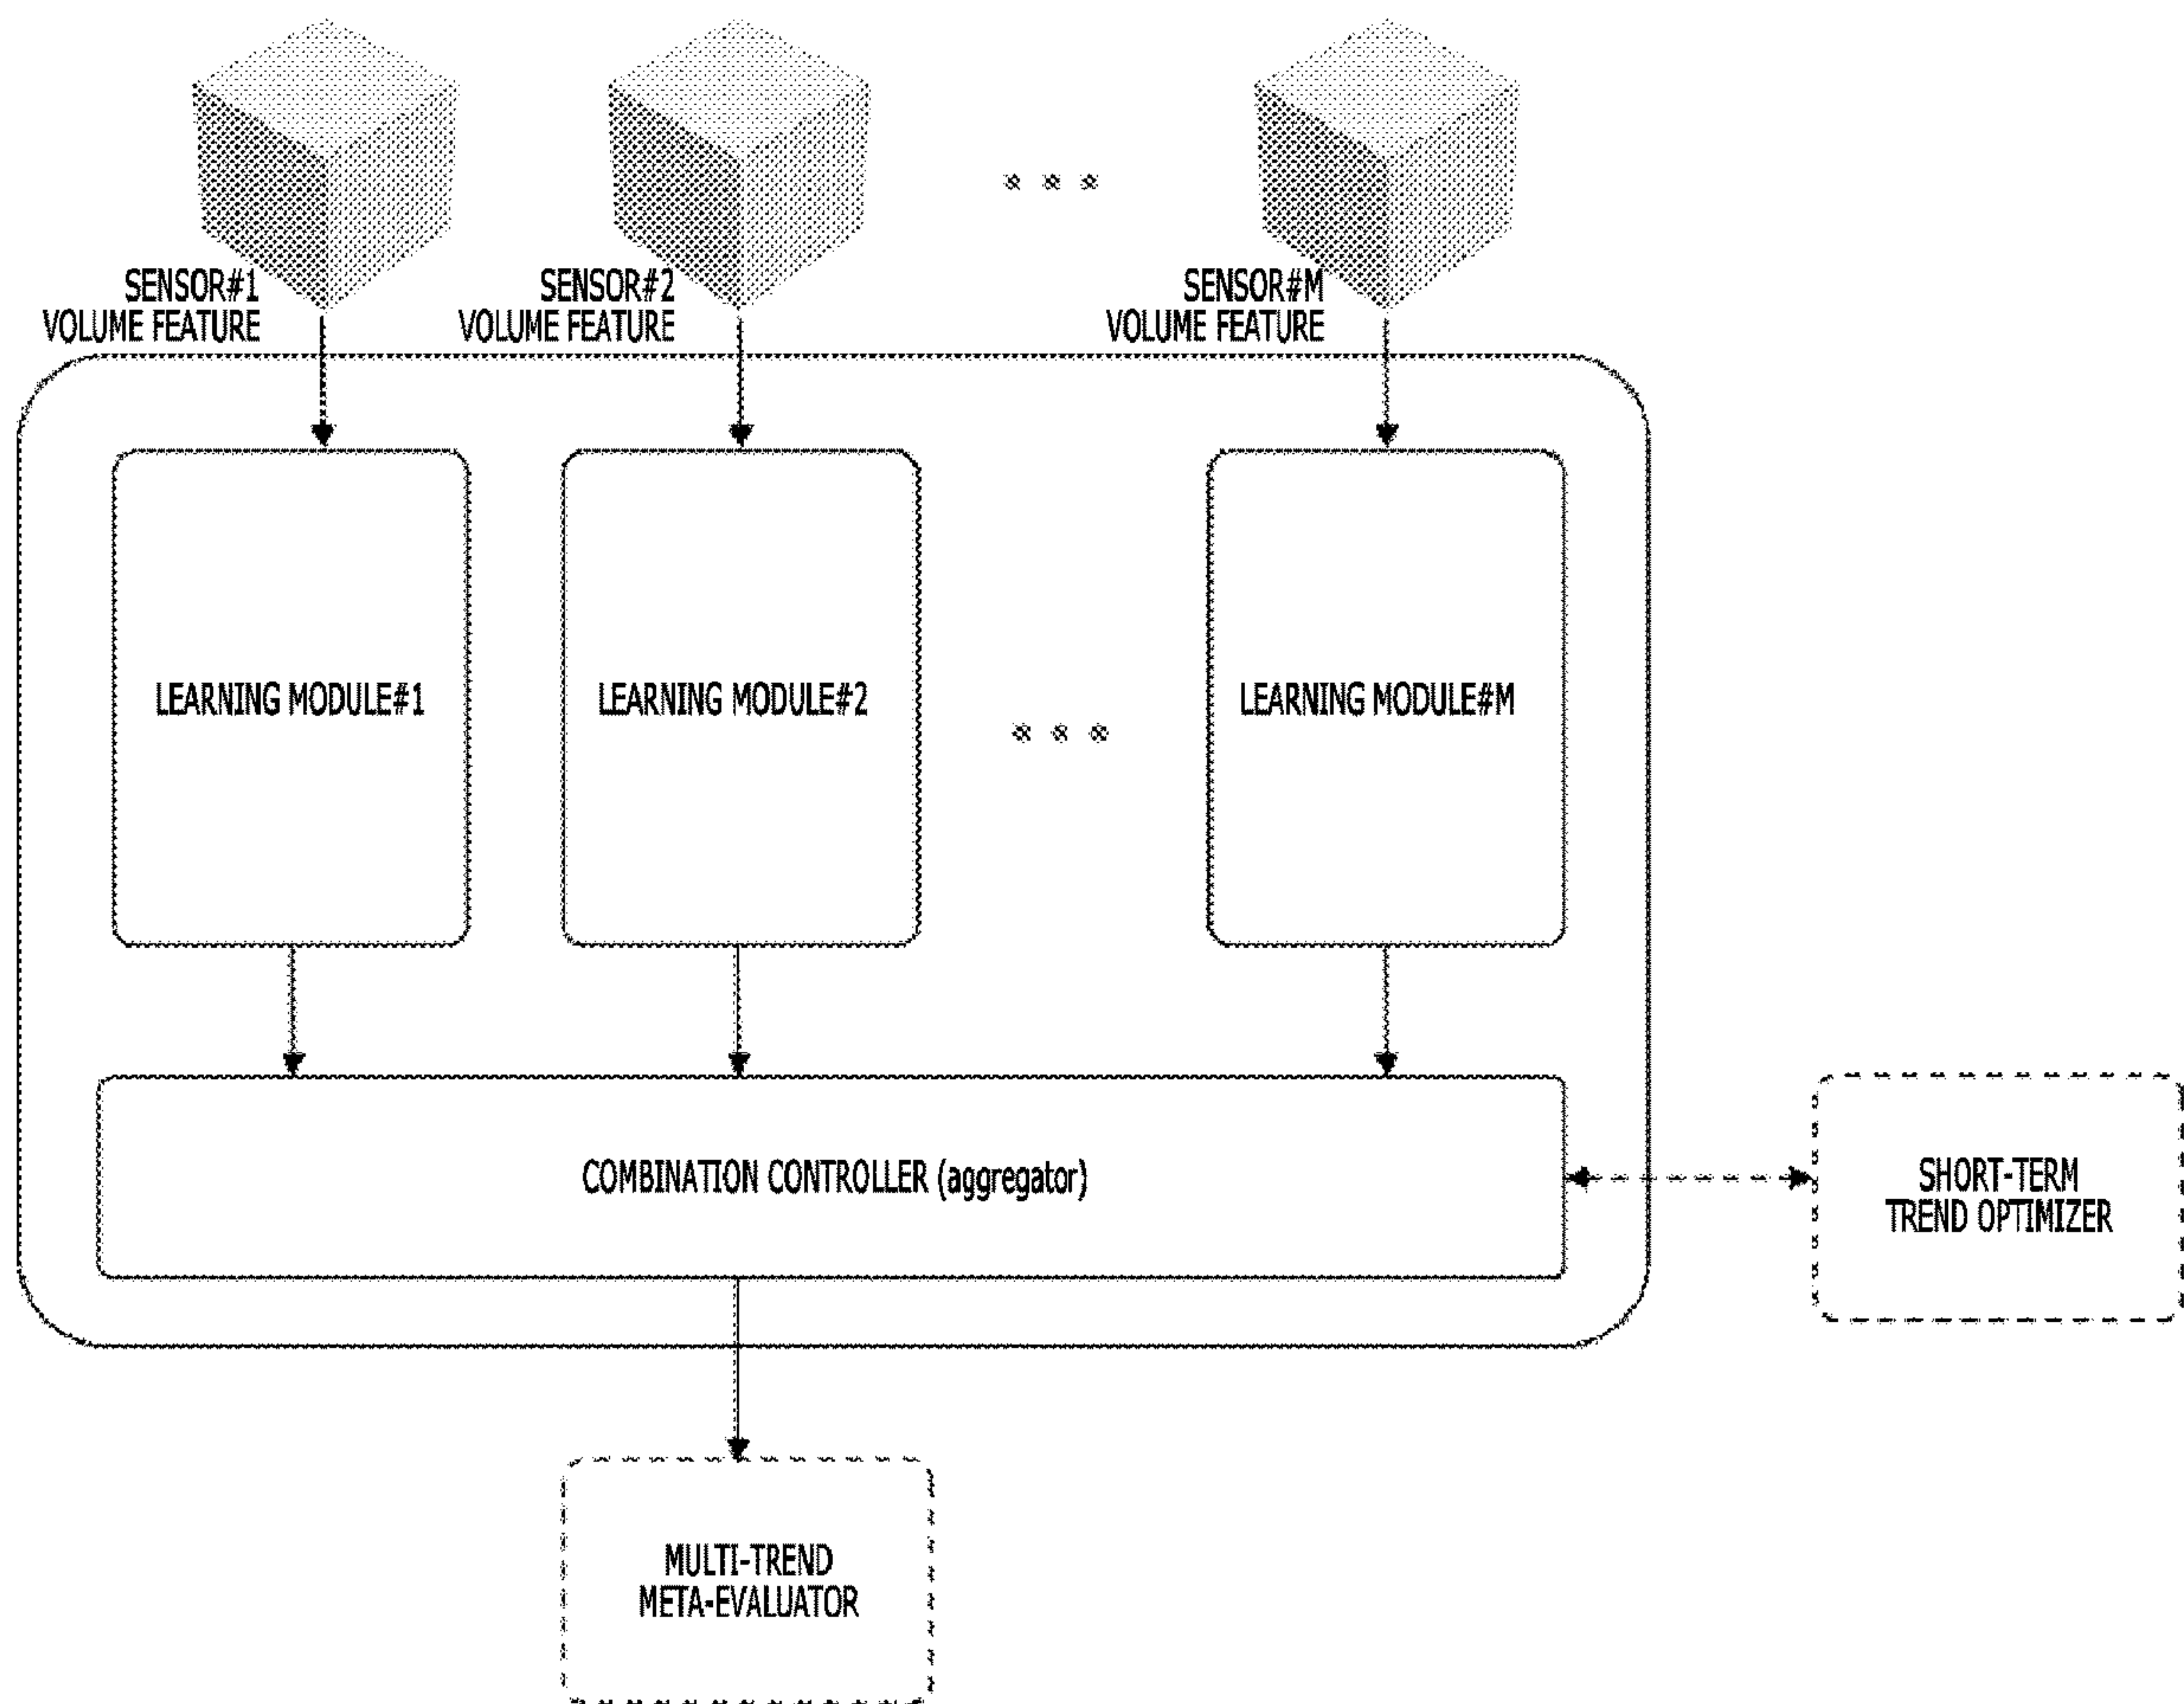 SENSOR#1
VOLUME FEATURE
SENSOR#2
VOLUME FEATURE
SENSOR#M
VOLUME FEATURE
LEARNING MODULE#1
LEARNING MODULE#2
LEARNING MODULE#M
COMBINATION CONTROLLER (aggregator)
SHORT-TERM
TREND OPTIMIZER
MULTI-TREND
META-EVALUATOR